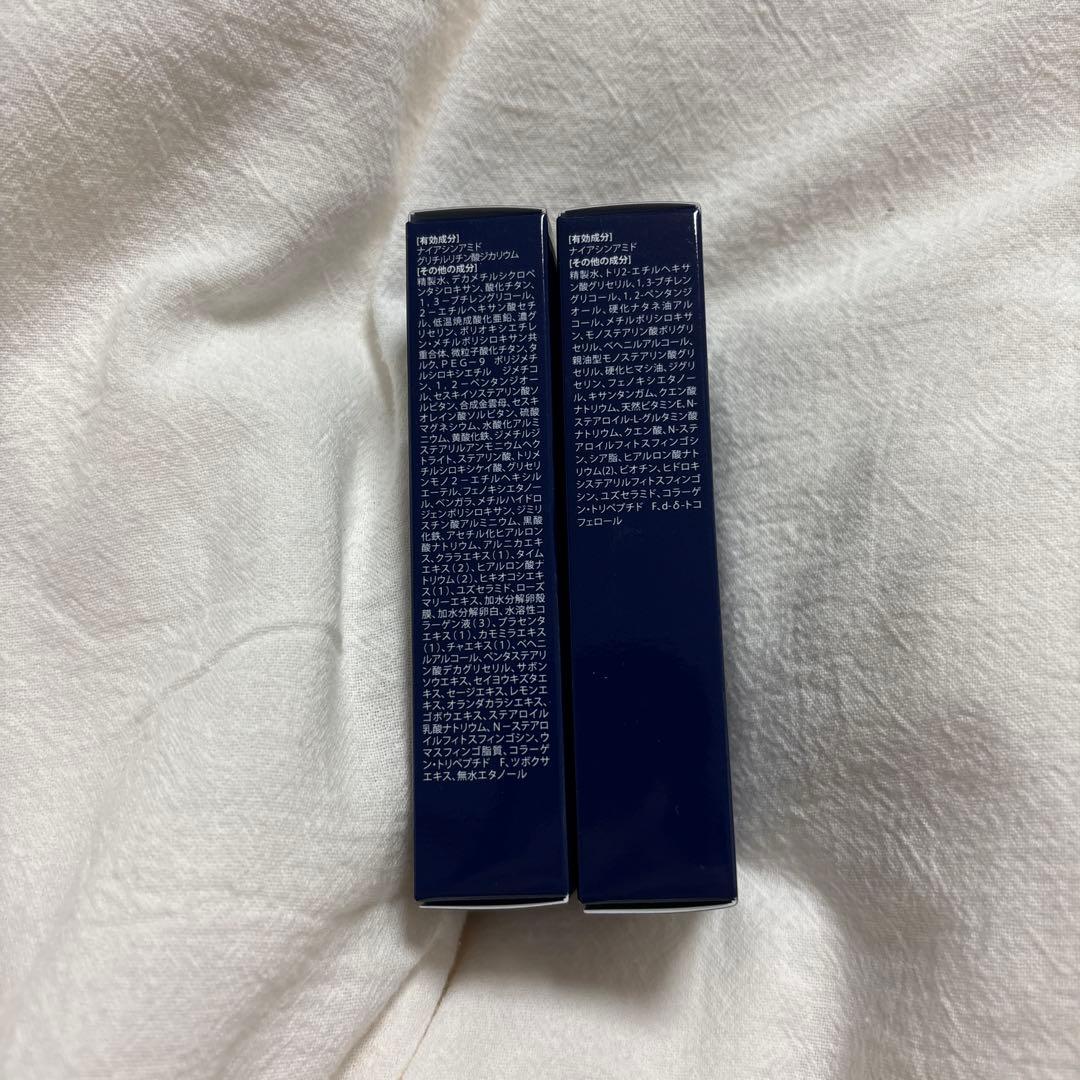 [有効成分]
ナイアシンアミド
グリチルリチン酸ジカリウム
[その他の成分]
精製水、デカメチルシクロペ
ンタシロキサン、酸化チタン、
1,3-ブチレングリコール、
2-エチルヘキサン酸セチ
ル、低温焼成酸化亜鉛、濃グ
リセリン、ポリオキシエチレ
ン・メチルポリシロキサン共
重合体、微粒子酸化チタン、タ
ルク、PEG-9 ポリジメチ
ルシロキシエチル ジメチコ
ン、1,2-ペンタンジオー
ル、セスキイソステアリン酸ソ
ルビタン、合成金雲母、セスキ
オレイン酸ソルビタン、硫酸
マグネシウム、水酸化アルミ
ニウム、黄酸化鉄、ジメチルジ
ステアリルアンモニウムヘク
トライト、ステアリン酸、トリメ
チルシロキシケイ酸、グリセリ
ンモノ2-エチルヘキシル
エーテル、フェノキシエタノー
ル、ベンガラ、メチルハイドロ
ジェンポリシロキサン、ジミリ
スチン酸アルミニウム、黒酸
化鉄、アセチル化ヒアルロン
酸ナトリウム、アルニカエキ
ス、クララエキス(1)、タイム
エキス(2)、ヒアルロン酸ナ
トリウム(2)、ヒキオコシエキ
ス(1)、ユズセラミド、ローズ
マリーエキス、加水分解卵殻
膜、加水分解卵白、水溶性コ
ラーゲン液(3)、プラセンタ
エキス(1)、カモミラエキス
(1)、チャエキス(1)、ベヘニ
ルアルコール、ペンタステアリ
ン酸デカグリセリル、サボン
ソウエキス、セイヨウキズタエ
キス、セージエキス、レモンエ
キス、オランダカラシエキス、
ゴボウエキス、ステアロイル
乳酸ナトリウム、N-ステアロ
イルフィトスフィンゴシン、ウ
マスフィンゴ脂質、コラーゲ
ン・トリペプチド F、ツボクサ
エキス、無水エタノール
[有効成分]
ナイアシンアミド
[その他の成分]
精製水、トリ2-エチルヘキサ
ン酸グリセリル、1,3-ブチレン
グリコール、1,2-ペンタンジ
オール、硬化ナタネ油アル
コール、メチルポリシロキサ
ン、モノステアリン酸ポリグリ
セリル、ベヘニルアルコール、
親油型モノステアリン酸グリ
セリル、硬化ヒマシ油、ジグリ
セリン、フェノキシエタノー
ル、キサンタンガム、クエン酸
ナトリウム、天然ビタミンE、N-
ステアロイル-L-グルタミン酸
ナトリウム、クエン酸、N-ステ
アロイルフィトスフィンゴシ
ン、シア脂、ヒアルロン酸ナト
リウム(2)、ビオチン、ヒドロキ
システアリルフィトスフィンゴ
シン、ユズセラミド、コラーゲ
ン・トリペプチド F、d-δ-トコ
フェロール